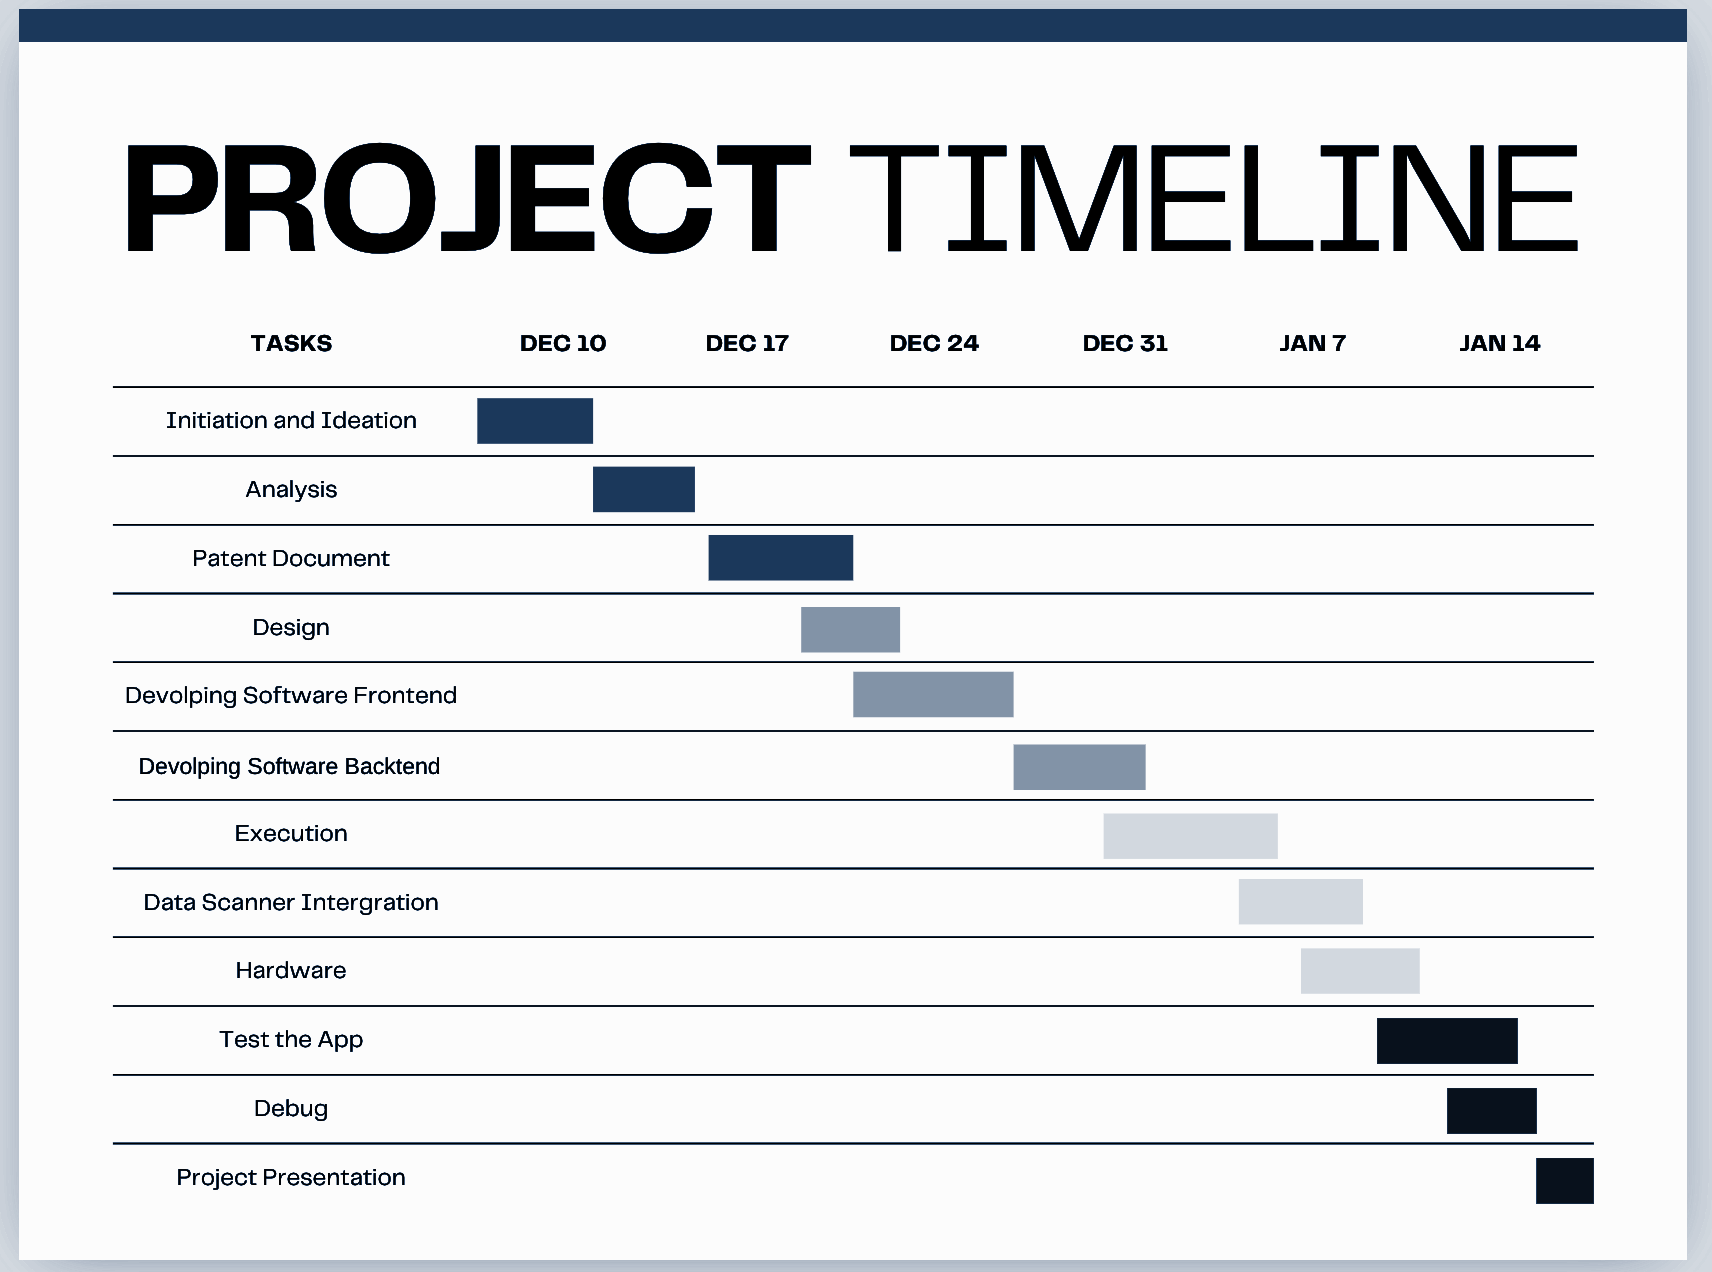 PROJECT TIMELINE
TASKS DEC 10 DEC 17 DEC 24 DEC 31 JAN 7 JAN 14
Initiation and Ideation
Analysis
Patent Document
Design
Devolping Software Frontend
Devolping Software Backtend
Execution
Data Scanner Intergration
Hardware
Test the App
Debug
Project Presentation